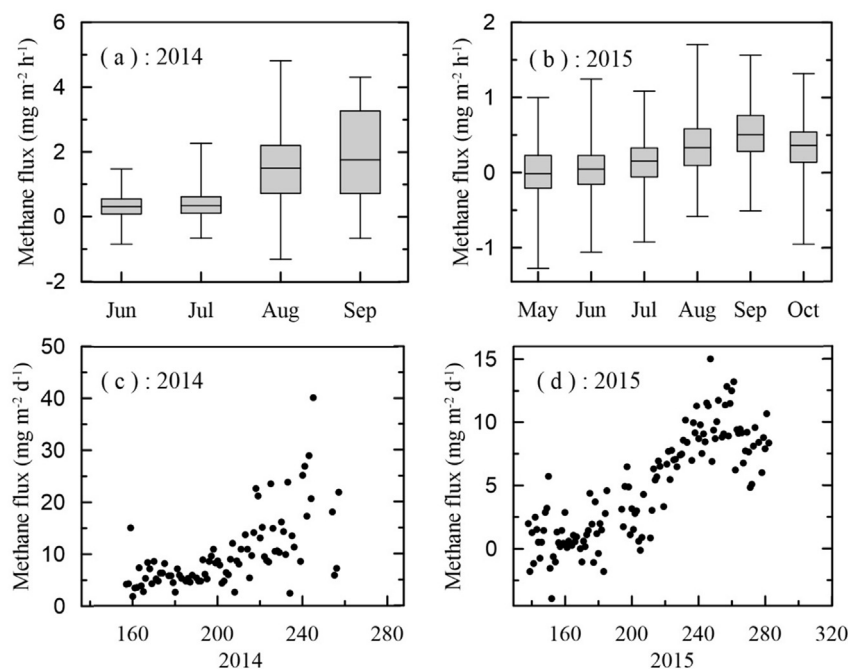 ( a ) : 2014
Methane flux (mg m⁻² h⁻¹)
6
4
2
0
-2
Jun Jul Aug Sep
( b ) : 2015
Methane flux (mg m⁻² h⁻¹)
2
1
0
-1
May Jun Jul Aug Sep Oct
( c ) : 2014
Methane flux (mg m⁻² d⁻¹)
50
40
30
20
10
0
160 200 240 280
2014
( d ) : 2015
Methane flux (mg m⁻² d⁻¹)
15
10
5
0
120 160 200 240 280 320
2015